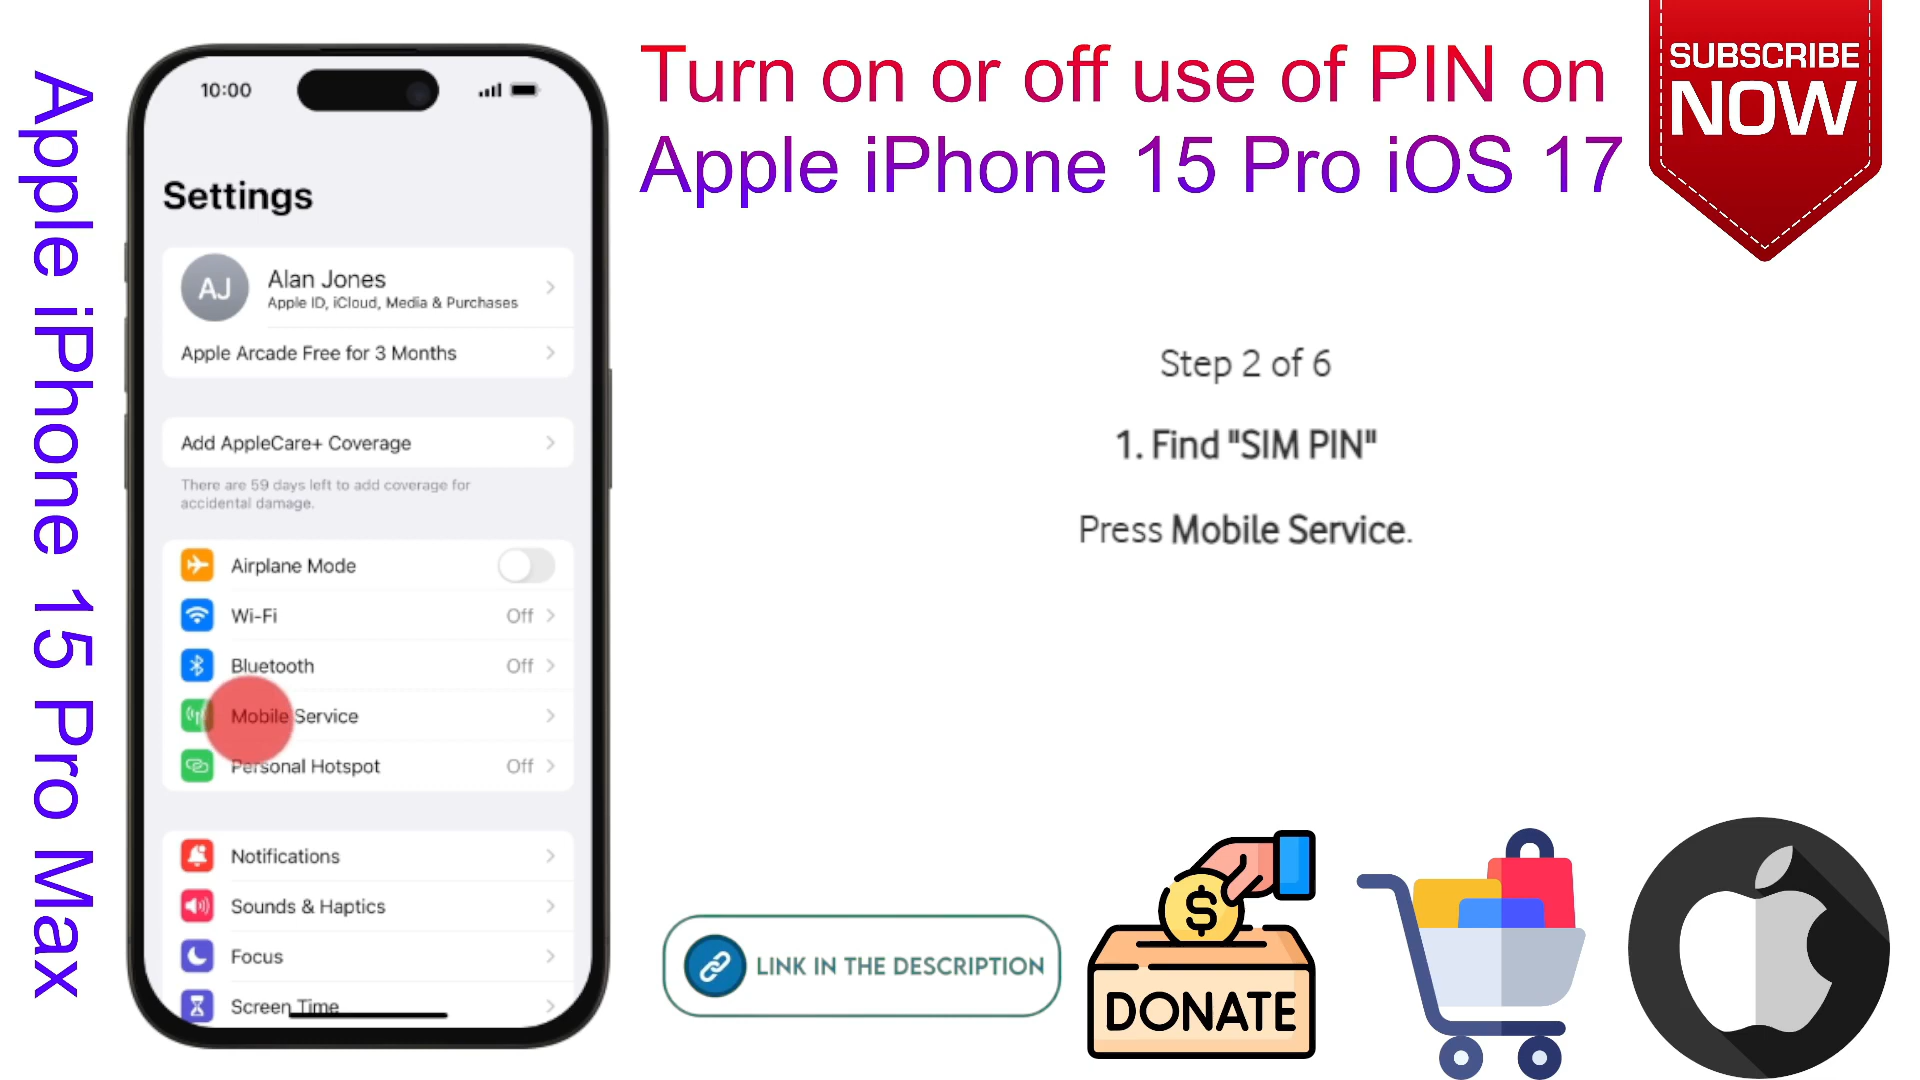 Apple iPhone 15 Pro Max
10:00
Settings
AJ
Alan Jones
Apple ID, iCloud, Media & Purchases
Apple Arcade Free for 3 Months
Add AppleCare+ Coverage
There are 59 days left to add coverage for
accidental damage.
Airplane Mode
Wi-Fi Off
Bluetooth Off
Mobile Service
Personal Hotspot Off
Notifications
Sounds & Haptics
Focus
Screen Time
Turn on or off use of PIN on
Apple iPhone 15 Pro iOS 17
SUBSCRIBE
NOW
Step 2 of 6
1. Find "SIM PIN"
Press Mobile Service.
LINK IN THE DESCRIPTION
$
DONATE